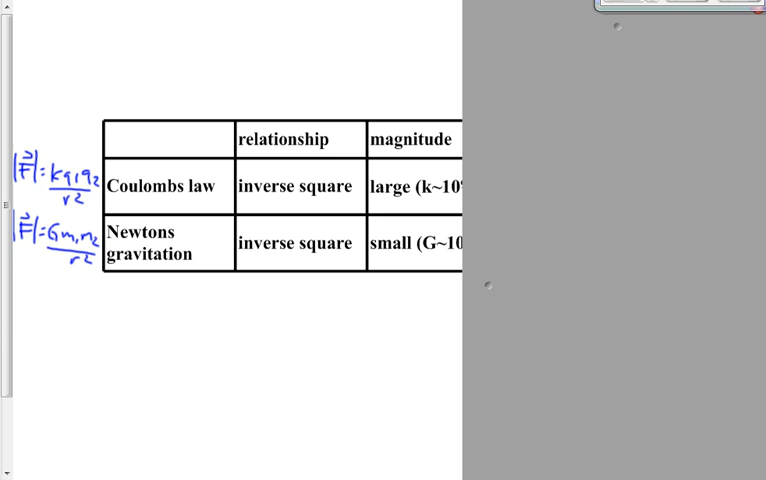 relationship magnitude
|F⃗|= kq1q2/r²
Coulombs law inverse square large (k~10
|F⃗|= Gm1m2/r²
Newtons gravitation inverse square small (G~10